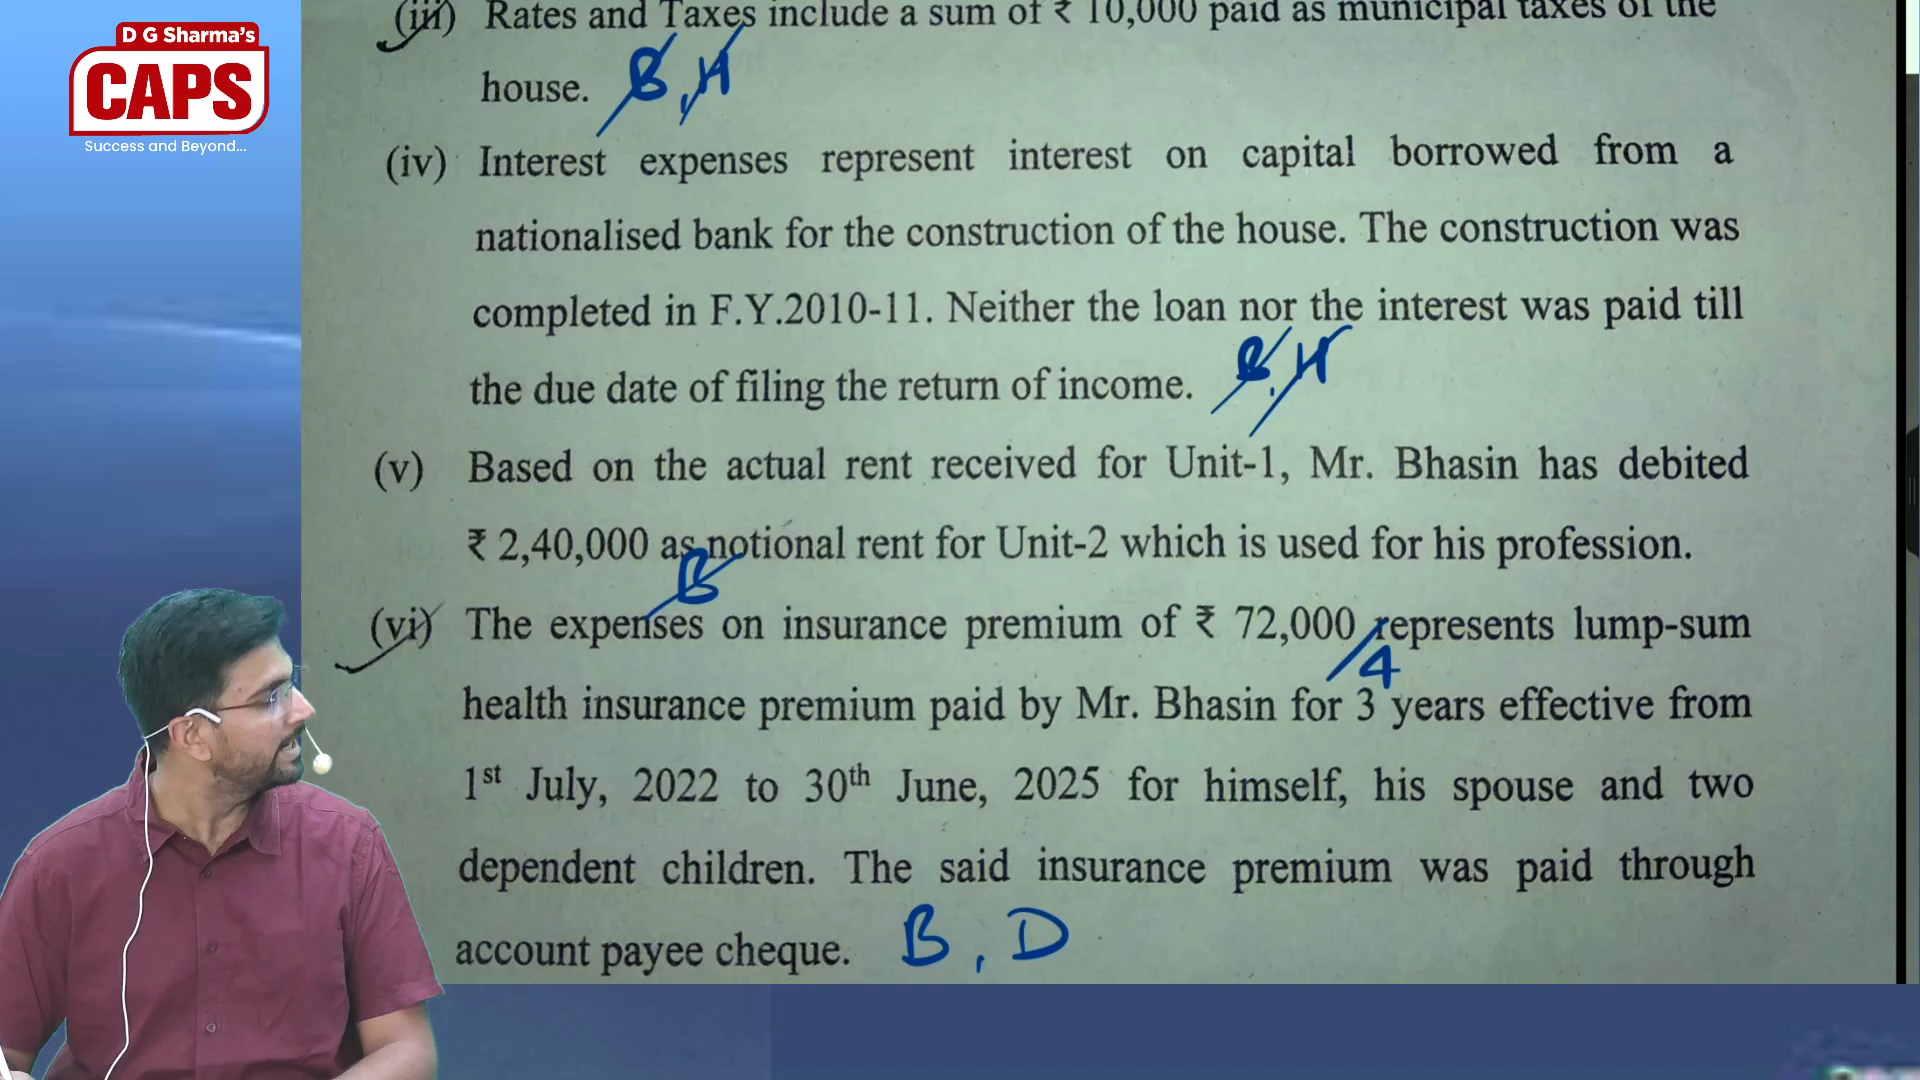 D G Sharma's
CAPS
Success and Beyond...
(iii) Rates and Taxes include a sum of ₹ 10,000 paid as municipal taxes of the
house. B, H
(iv) Interest expenses represent interest on capital borrowed from a
nationalised bank for the construction of the house. The construction was
completed in F.Y.2010-11. Neither the loan nor the interest was paid till
the due date of filing the return of income. B, H
(v) Based on the actual rent received for Unit-1, Mr. Bhasin has debited
₹ 2,40,000 as notional rent for Unit-2 which is used for his profession.
B
(vi) The expenses on insurance premium of ₹ 72,000 represents lump-sum
/4
health insurance premium paid by Mr. Bhasin for 3 years effective from
1st July, 2022 to 30th June, 2025 for himself, his spouse and two
dependent children. The said insurance premium was paid through
account payee cheque. B, D